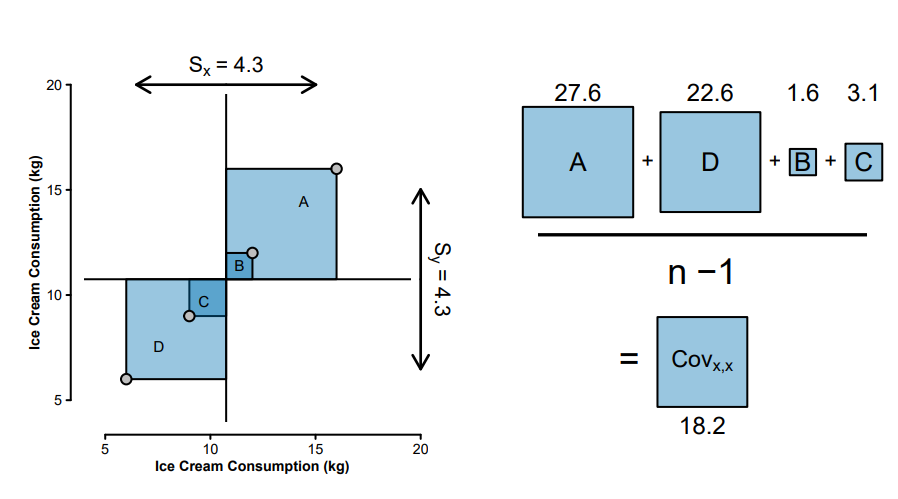 Sx = 4.3
20
15
10
5
Ice Cream Consumption (kg)
A
B
C
D
Sy = 4.3
5 10 15 20
Ice Cream Consumption (kg)
27.6 22.6 1.6 3.1
A + D + B + C
n −1
= Covx,x
18.2